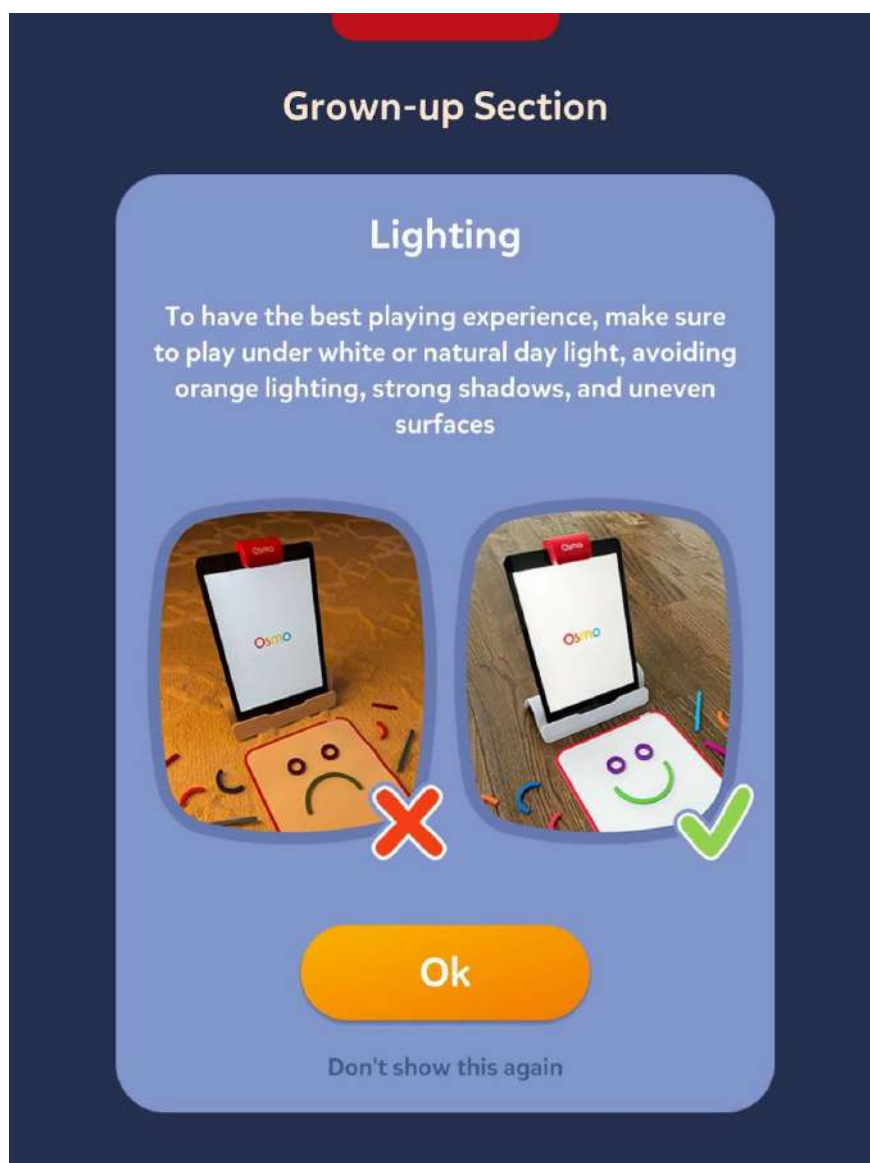 Grown-up Section
Lighting
To have the best playing experience, make sure
to play under white or natural day light, avoiding
orange lighting, strong shadows, and uneven
surfaces
Osmo
Osmo
Osmo
Osmo
Ok
Don't show this again